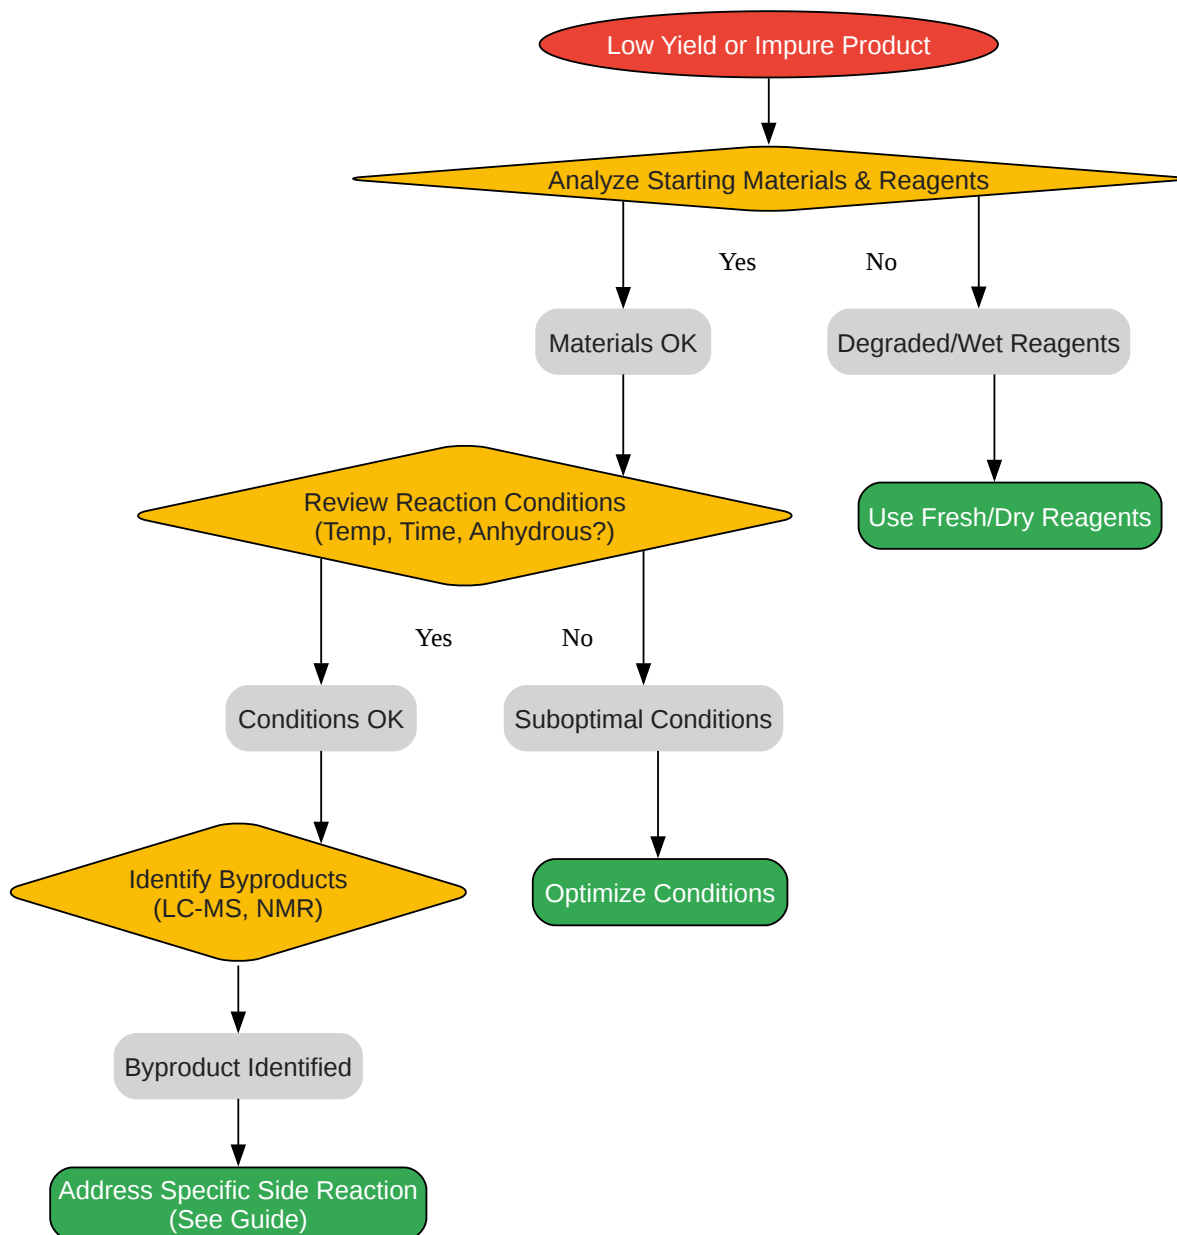 Low Yield or Impure Product
Analyze Starting Materials & Reagents
Yes
No
Materials OK
Degraded/Wet Reagents
Review Reaction Conditions
(Temp, Time, Anhydrous?)
Use Fresh/Dry Reagents
Yes
No
Conditions OK
Suboptimal Conditions
Identify Byproducts
(LC-MS, NMR)
Optimize Conditions
Byproduct Identified
Address Specific Side Reaction
(See Guide)